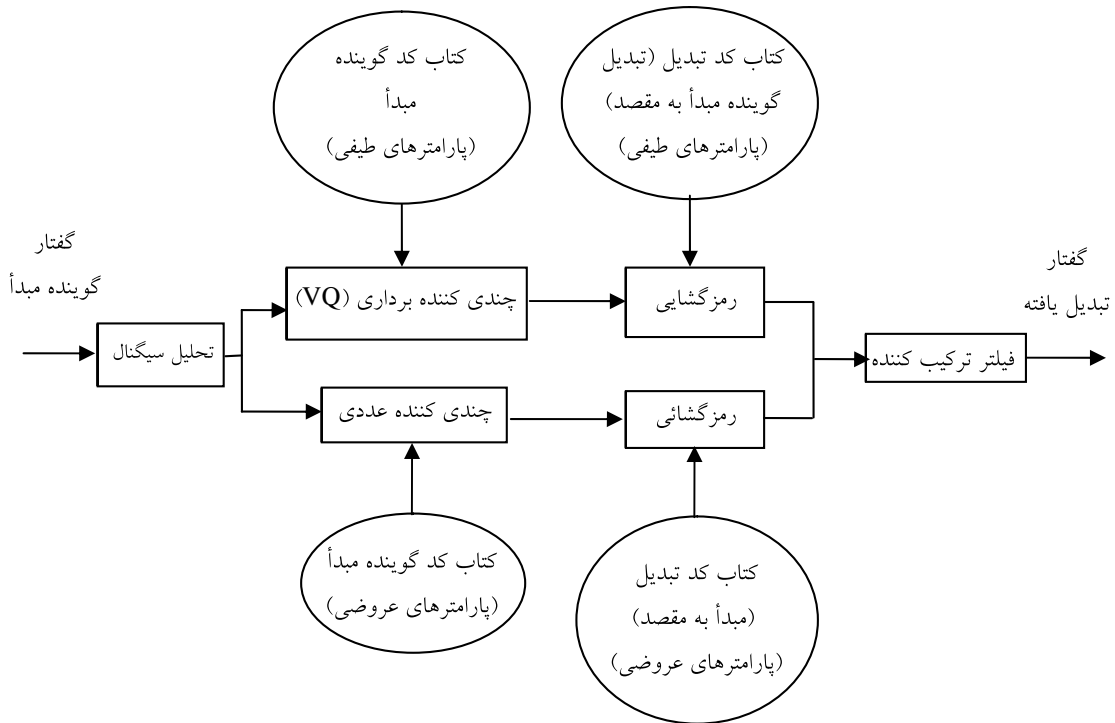 کتاب کد گوینده
مبدأ
(پارامترهای طیفی)
کتاب کد تبدیل (تبدیل
گوینده مبدأ به مقصد)
(پارامترهای طیفی)
گفتار
گوینده مبدأ
تحلیل سیگنال
چندی کننده برداری (VQ)
رمزگشایی
چندی کننده عددی
رمزگشائی
فیلتر ترکیب کننده
گفتار
تبدیل یافته
کتاب کد گوینده مبدأ
(پارامترهای عروضی)
کتاب کد تبدیل
(مبدأ به مقصد)
(پارامترهای عروضی)